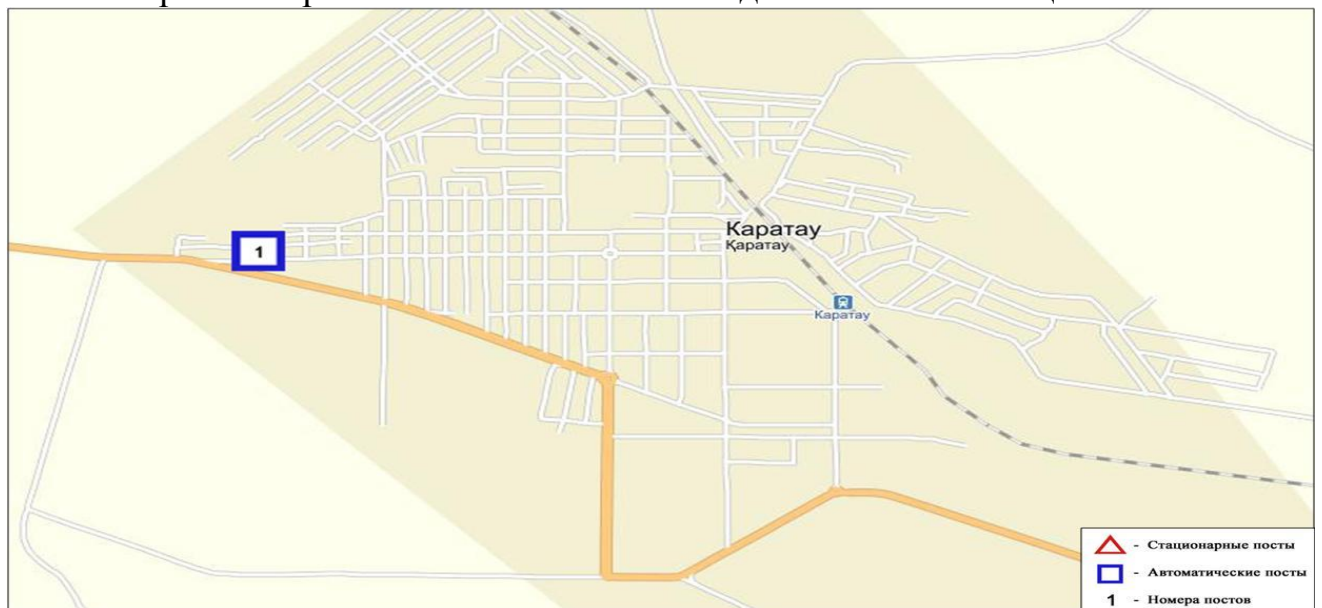 1
Каратау
Қаратау
Каратау
- Стационарные посты
- Автоматические посты
1 - Номера постов